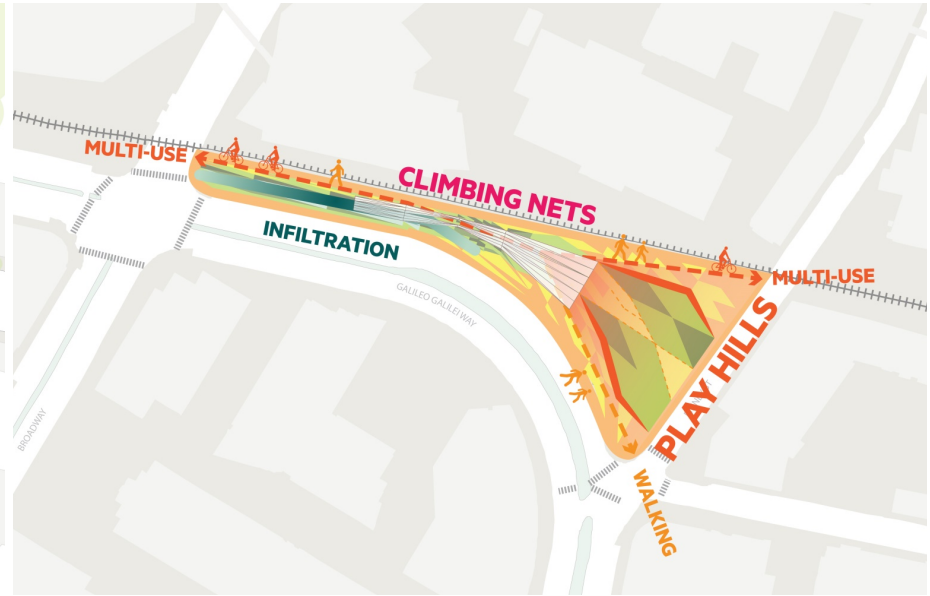 MULTI-USE
CLIMBING NETS
INFILTRATION
GALILEO GALILEI WAY
MULTI-USE
PLAY HILLS
BROADWAY
WALKING